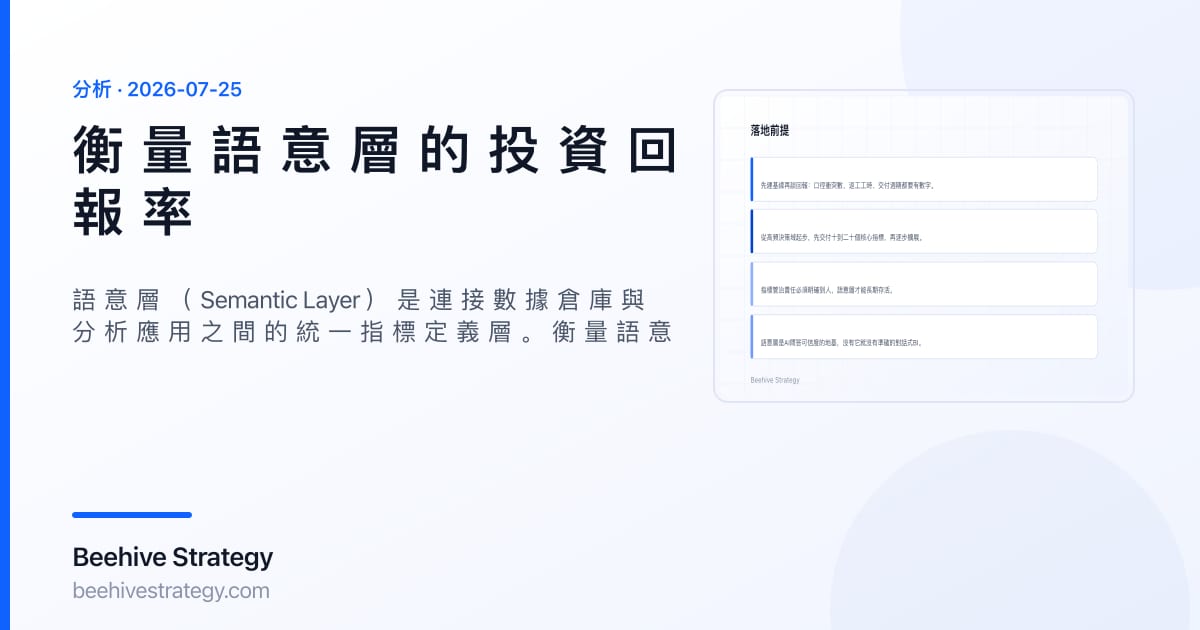 分析 · 2026-07-25
衡量語意層的投資回
報率
語意層（Semantic Layer）是連接數據倉庫與
分析應用之間的統一指標定義層。衡量語意
落地前提
先建基線再談回報：口徑衝突數、返工工時、交付週期都要有數字。
從高頻決策域起步，先交付十到二十個核心指標，再逐步擴展。
指標管治責任必須明確到人，語意層才能長期存活。
語意層是AI問答可信度的地基，沒有它就沒有準確的對話式BI。
Beehive Strategy
Beehive Strategy
beehivestrategy.com